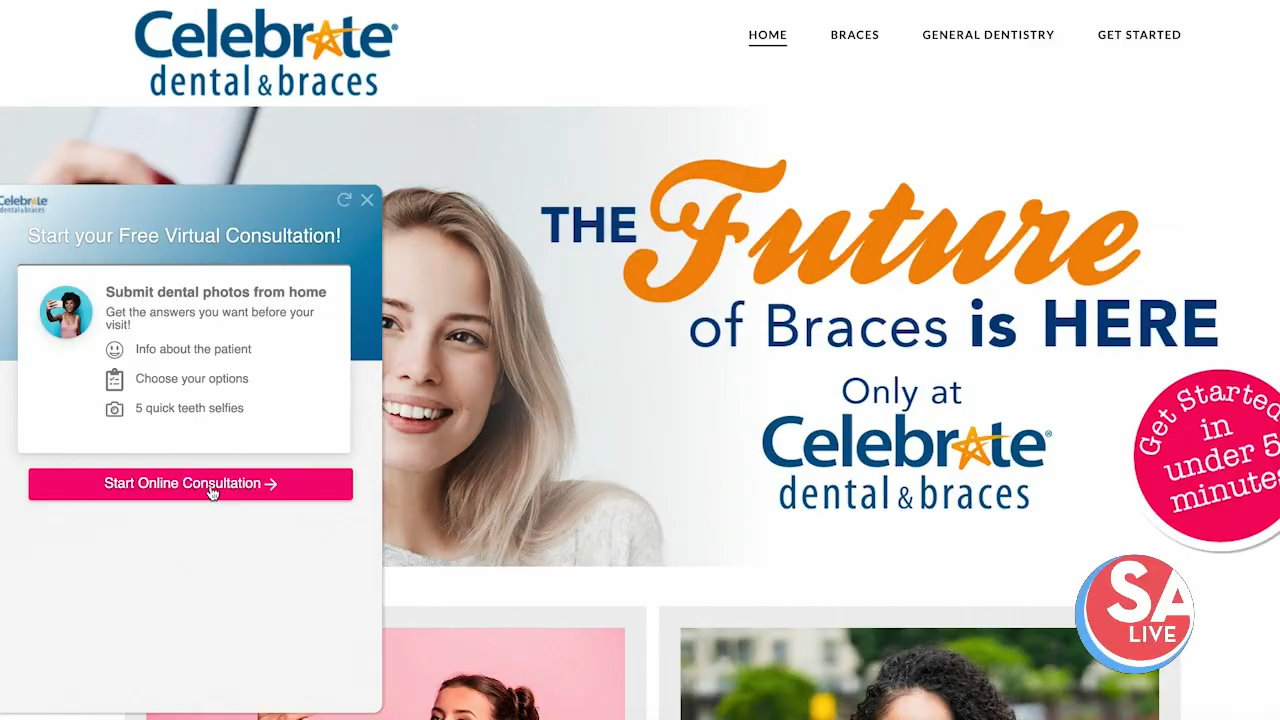 Celebrate®
dental & braces
HOME
BRACES
GENERAL DENTISTRY
GET STARTED
Celebrate
dental & braces
Start your Free Virtual Consultation!
Submit dental photos from home
Get the answers you want before your
visit!
Info about the patient
Choose your options
5 quick teeth selfies
Start Online Consultation →
THE Future
of Braces is HERE
Only at
Celebrate®
dental & braces
Get Started
in
under 5
minutes
SA
LIVE